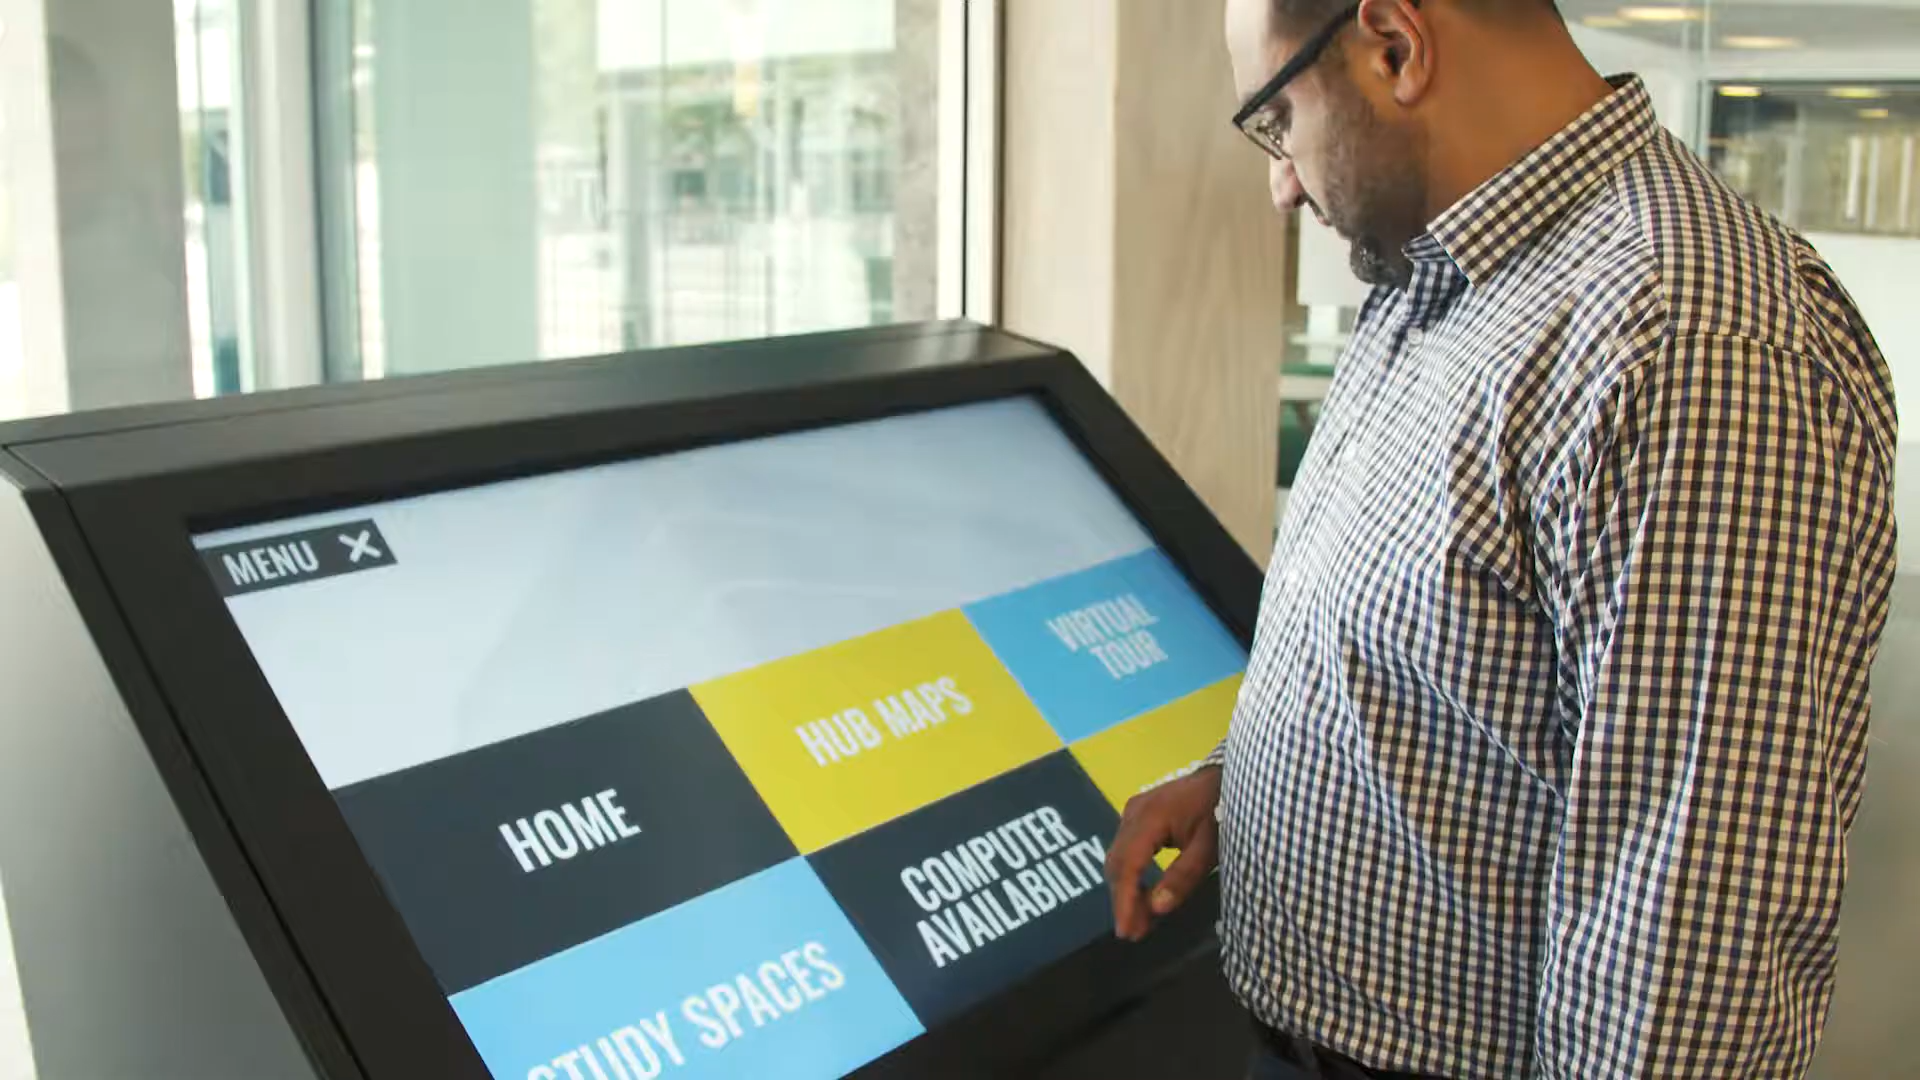 MENU X
HOME
HUB MAPS
VIRTUAL
TOUR
STUDY SPACES
COMPUTER
AVAILABILITY